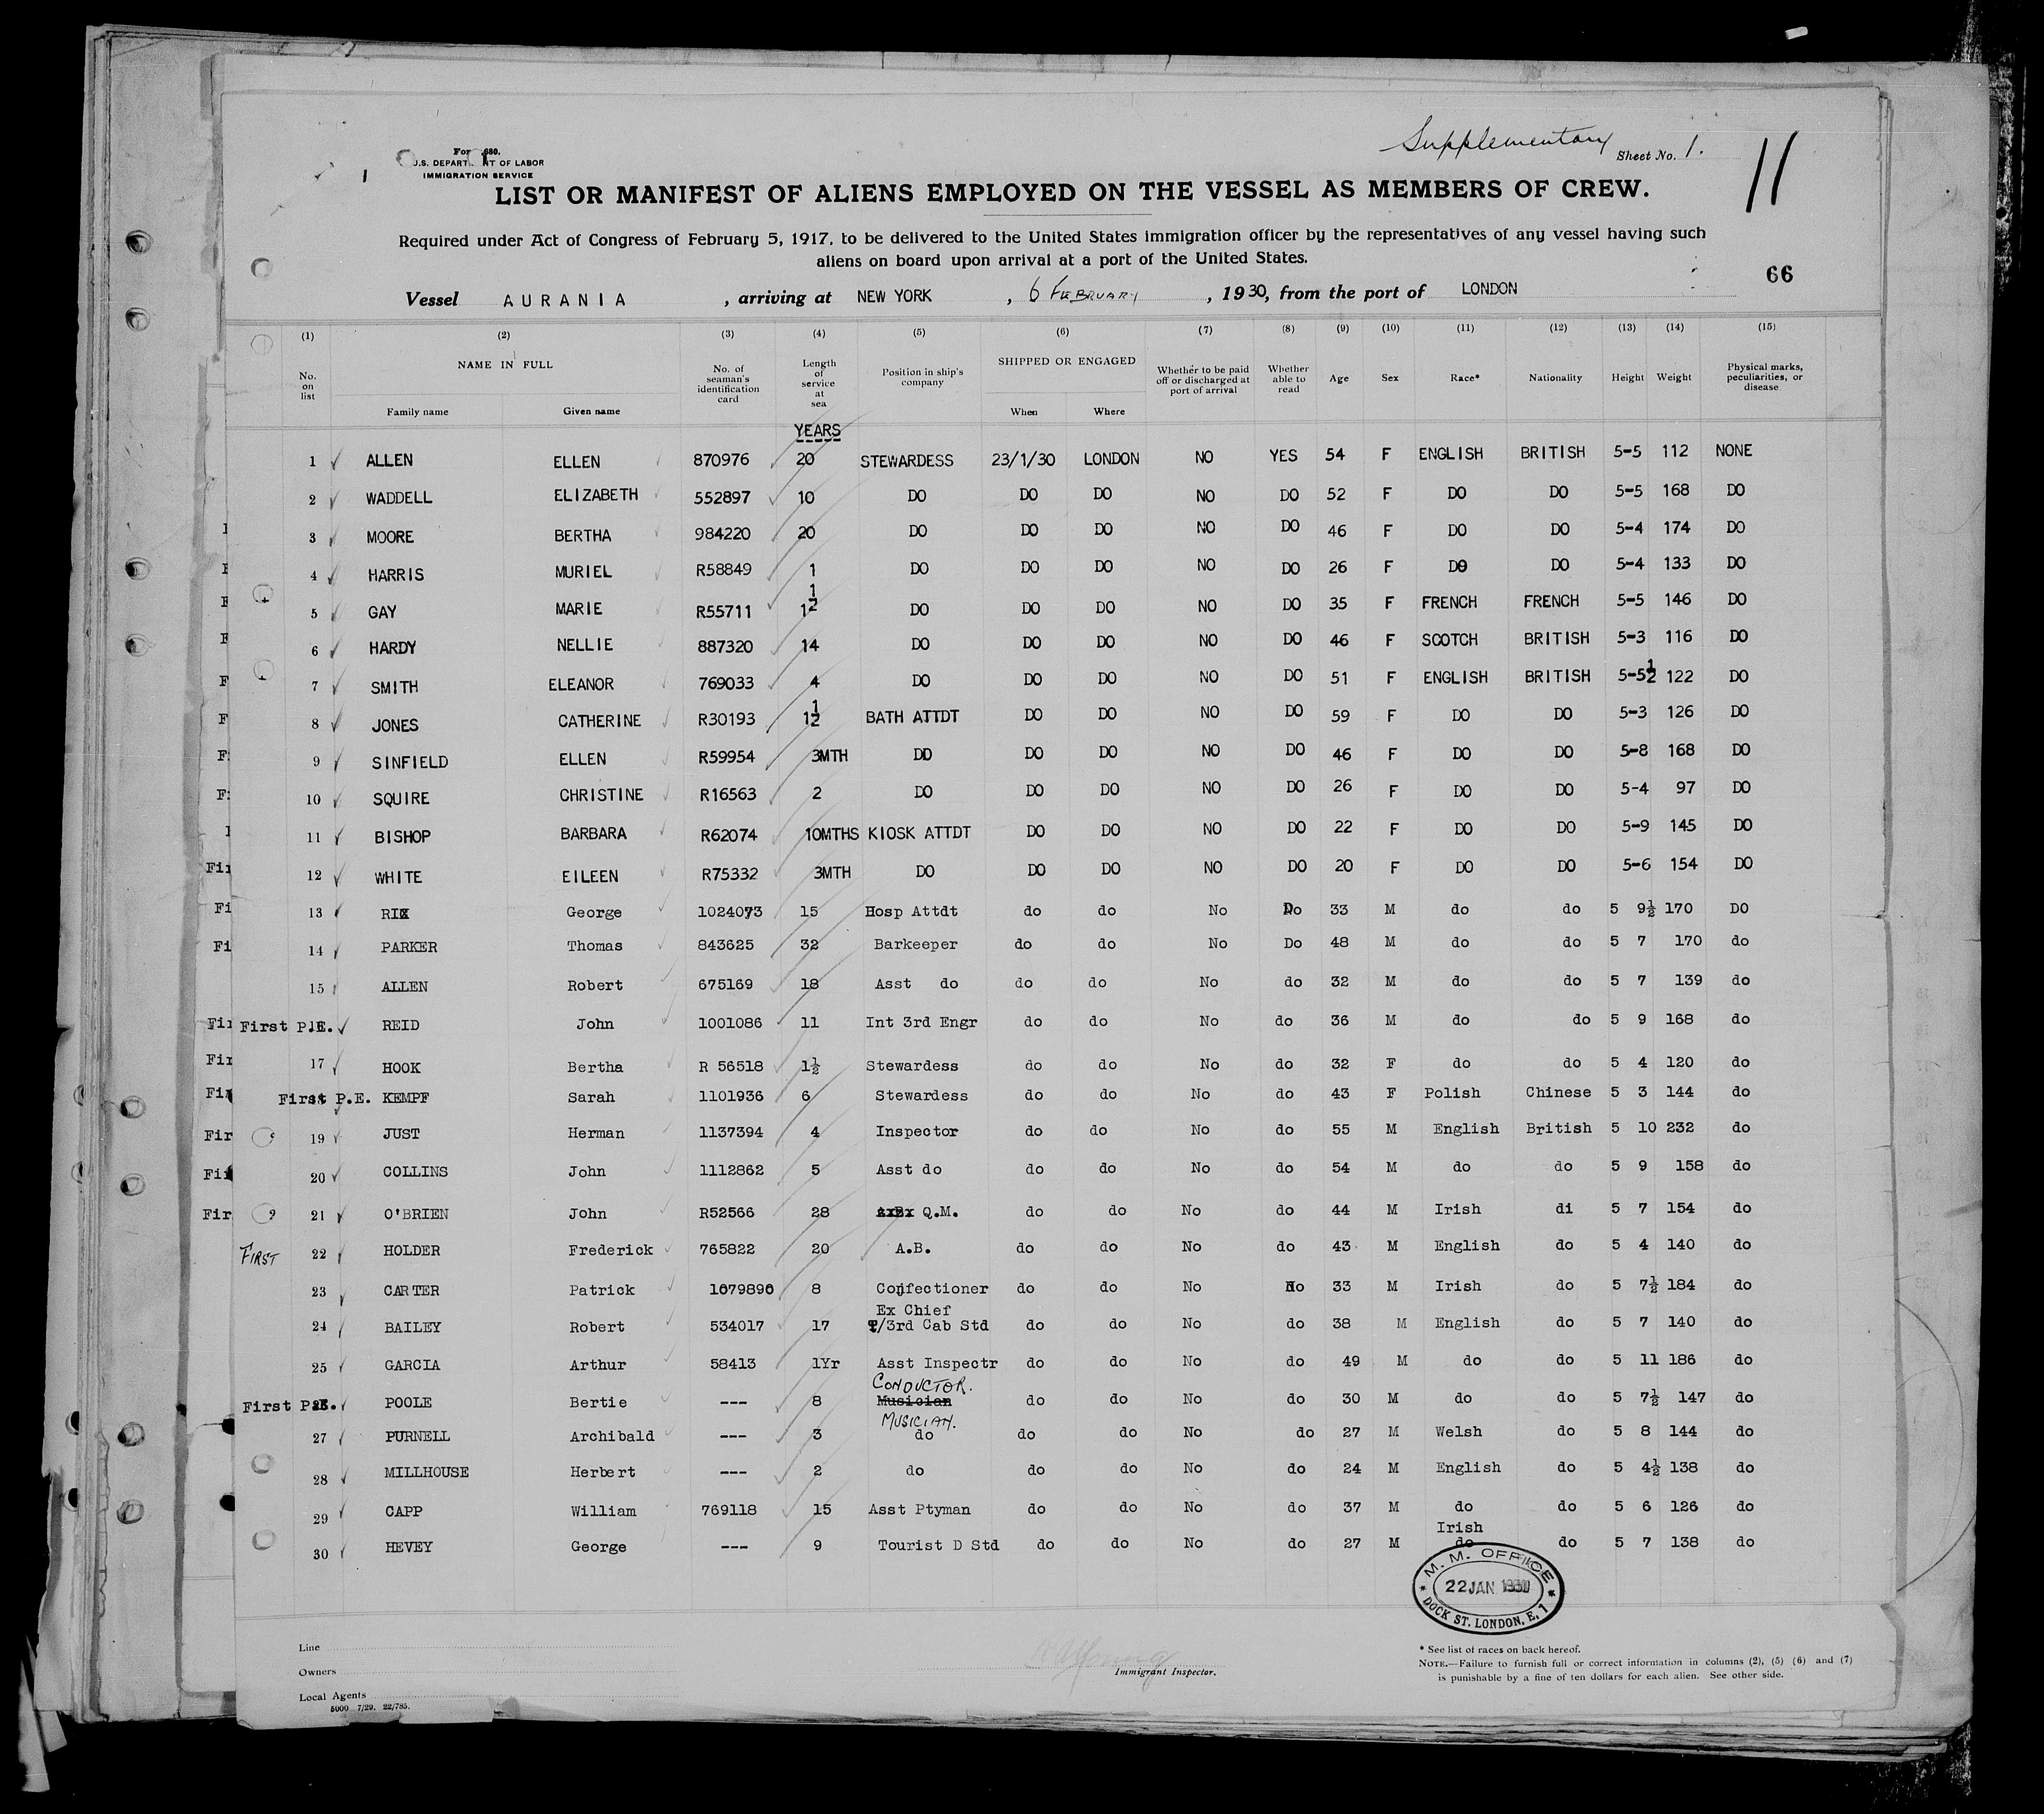 Supplementary Sheet No. 1.
11
U.S. DEPARTMENT OF LABOR
IMMIGRATION SERVICE
LIST OR MANIFEST OF ALIENS EMPLOYED ON THE VESSEL AS MEMBERS OF CREW.
Required under Act of Congress of February 5, 1917, to be delivered to the United States immigration officer by the representatives of any vessel having such
aliens on board upon arrival at a port of the United States.
66
Vessel AURANIA, arriving at NEW YORK, 6 FEBRUARY, 1930, from the port of LONDON
(1) (2) (3) (4) (5) (6) (7) (8) (9) (10) (11) (12) (13) (14) (15)
No. on list NAME IN FULL Family name Given name No. of seaman's identification card Length of service at sea Position in ship's company SHIPPED OR ENGAGED When Where Whether to be paid off or discharged at port of arrival Whether able to read Age Sex Race* Nationality Height Weight Physical marks, peculiarities, or disease
YEARS
1 ALLEN ELLEN 870976 20 STEWARDESS 23/1/30 LONDON NO YES 54 F ENGLISH BRITISH 5-5 112 NONE
2 WADDELL ELIZABETH 552897 10 DO DO DO NO DO 52 F DO DO 5-5 168 DO
3 MOORE BERTHA 984220 20 DO DO DO NO DO 46 F DO DO 5-4 174 DO
4 HARRIS MURIEL R58849 1 DO DO DO NO DO 26 F DO DO 5-4 133 DO
5 GAY MARIE R55711 1½ DO DO DO NO DO 35 F FRENCH FRENCH 5-5 146 DO
6 HARDY NELLIE 887320 14 DO DO DO NO DO 46 F SCOTCH BRITISH 5-3 116 DO
7 SMITH ELEANOR 769033 4 DO DO DO NO DO 51 F ENGLISH BRITISH 5-5½ 122 DO
8 JONES CATHERINE R30193 1½ BATH ATTDT DO DO NO DO 59 F DO DO 5-3 126 DO
9 SINFIELD ELLEN R59954 3MTH DO DO DO NO DO 46 F DO DO 5-8 168 DO
10 SQUIRE CHRISTINE R16563 2 DO DO DO NO DO 26 F DO DO 5-4 97 DO
11 BISHOP BARBARA R62074 10MTHS KIOSK ATTDT DO DO NO DO 22 F DO DO 5-9 145 DO
12 WHITE EILEEN R75332 3MTH DO DO DO NO DO 20 F DO DO 5-6 154 DO
13 RIX George 1024073 15 Hosp Attdt do do No Do 33 M do do 5 9½ 170 DO
14 PARKER Thomas 843625 32 Barkeeper do do No Do 48 M do do 5 7 170 do
15 ALLEN Robert 675169 18 Asst do do do No do 32 M do do 5 7 139 do
First P.E. REID John 1001086 11 Int 3rd Engr do do No do 36 M do do 5 9 168 do
17 HOOK Bertha R 56518 1½ Stewardess do do No do 32 F do do 5 4 120 do
First P.E. KEMPF Sarah 1101936 6 Stewardess do do No do 43 F Polish Chinese 5 3 144 do
19 JUST Herman 1137394 4 Inspector do do No do 55 M English British 5 10 232 do
20 COLLINS John 1112862 5 Asst do do do No do 54 M do do 5 9 158 do
21 O'BRIEN John R52566 28 Q.M. do do No do 44 M Irish di 5 7 154 do
FIRST 22 HOLDER Frederick 765822 20 A.B. do do No do 43 M English do 5 4 140 do
23 CARTER Patrick 1079890 8 Confectioner do do No do 33 M Irish do 5 7½ 184 do
Ex Chief
24 BAILEY Robert 534017 17 T/3rd Cab Std do do No do 38 M English do 5 7 140 do
25 GARCIA Arthur 58413 1Yr Asst Inspectr do do No do 49 M do do 5 11 186 do
CONDUCTOR.
First P.E. POOLE Bertie --- 8 Musician do do No do 30 M do do 5 7½ 147 do
MUSICIAN.
27 PURNELL Archibald --- 3 do do do No do 27 M Welsh do 5 8 144 do
28 MILLHOUSE Herbert --- 2 do do do No do 24 M English do 5 4½ 138 do
29 CAPP William 769118 15 Asst Ptyman do do No do 37 M do do 5 6 126 do
Irish
30 HEVEY George --- 9 Tourist D Std do do No do 27 M do do 5 7 138 do
M. M. OFFICE
22 JAN 1930
DOCK ST. LONDON. E. 1
Line
Owners
Local Agents
5000 7/29. 22/785.
Immigrant Inspector.
* See list of races on back hereof.
NOTE.—Failure to furnish full or correct information in columns (2), (5) (6) and (7)
is punishable by a fine of ten dollars for each alien. See other side.